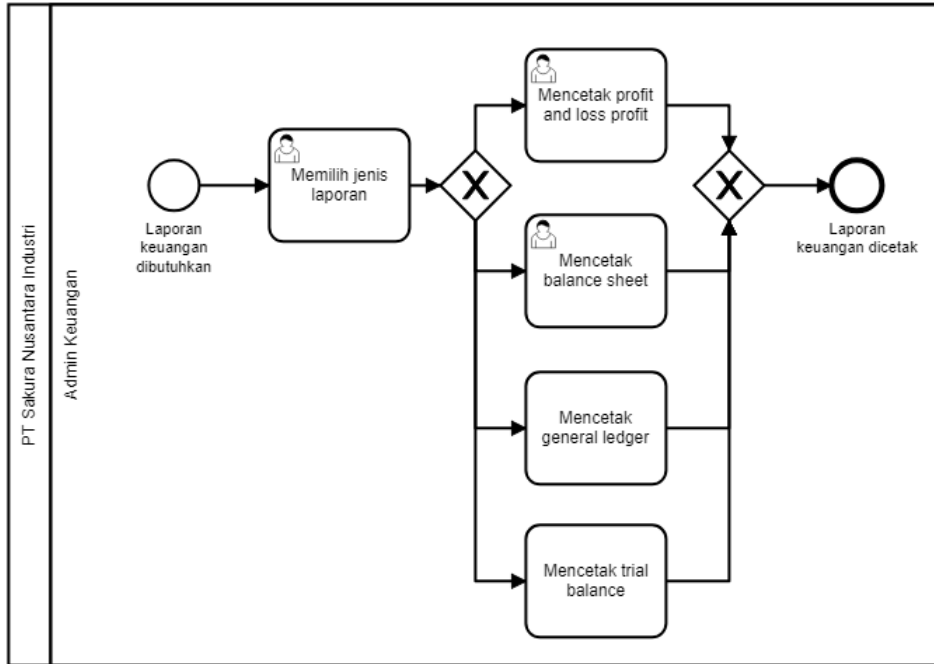 PT Sakura Nusantara Industri
Admin Keuangan
Laporan
keuangan
dibutuhkan
Memilih jenis
laporan
X
Mencetak profit
and loss profit
Mencetak
balance sheet
Mencetak
general ledger
Mencetak trial
balance
X
Laporan
keuangan dicetak